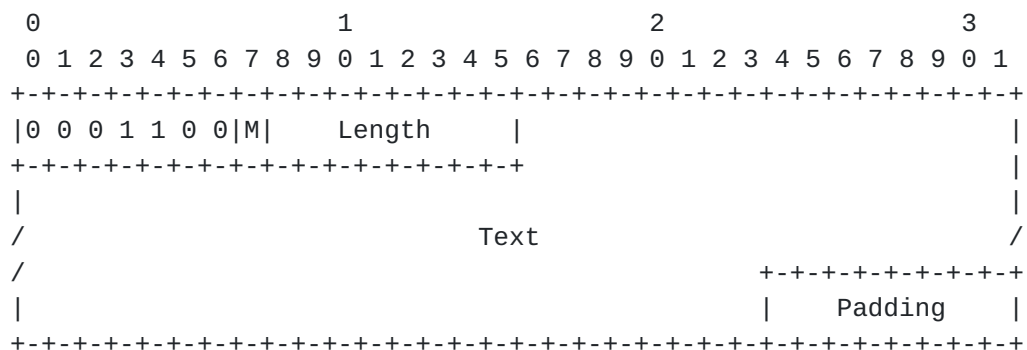 0                   1                   2                   3
 0 1 2 3 4 5 6 7 8 9 0 1 2 3 4 5 6 7 8 9 0 1 2 3 4 5 6 7 8 9 0 1
+-+-+-+-+-+-+-+-+-+-+-+-+-+-+-+-+-+-+-+-+-+-+-+-+-+-+-+-+-+-+-+-+
|0 0 0 1 1 0 0|M|    Length     |                               |
+-+-+-+-+-+-+-+-+-+-+-+-+-+-+-+-+                               |
|                                                               |
/                             Text                              /
/                                               +-+-+-+-+-+-+-+-+
|                                               |    Padding    |
+-+-+-+-+-+-+-+-+-+-+-+-+-+-+-+-+-+-+-+-+-+-+-+-+-+-+-+-+-+-+-+-+